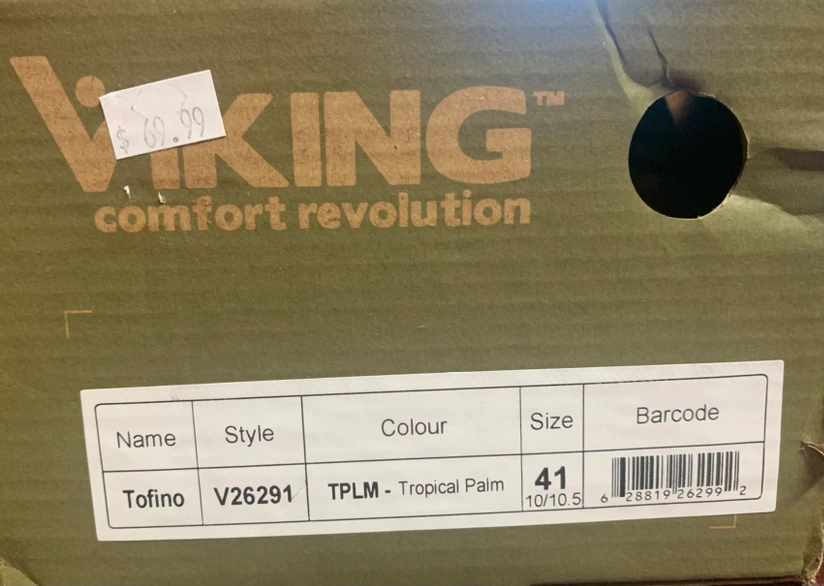 VIKING™
$69.99
comfort revolution
Name Style Colour Size Barcode
Tofino V26291 TPLM - Tropical Palm 41
10/10.5
6 28819 26299 2